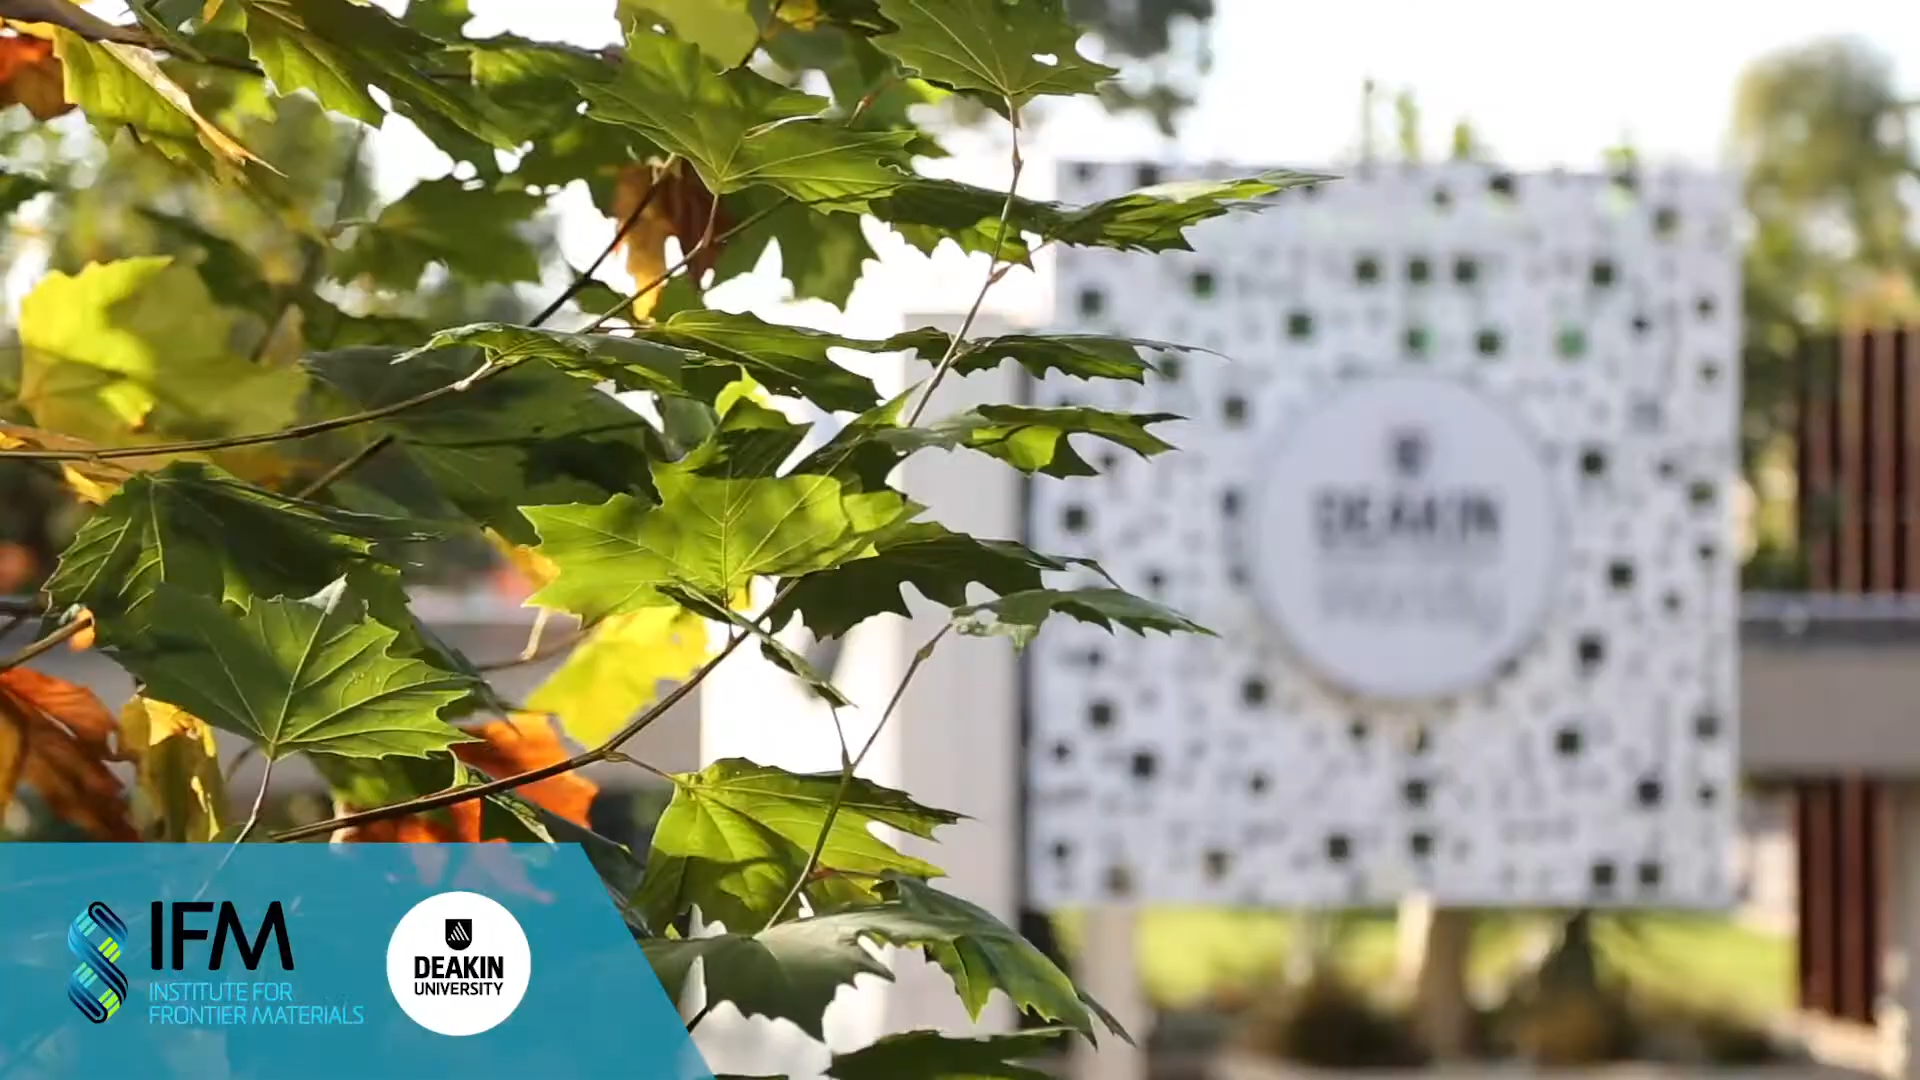 DEAKIN
IFM
INSTITUTE FOR
FRONTIER MATERIALS
DEAKIN
UNIVERSITY